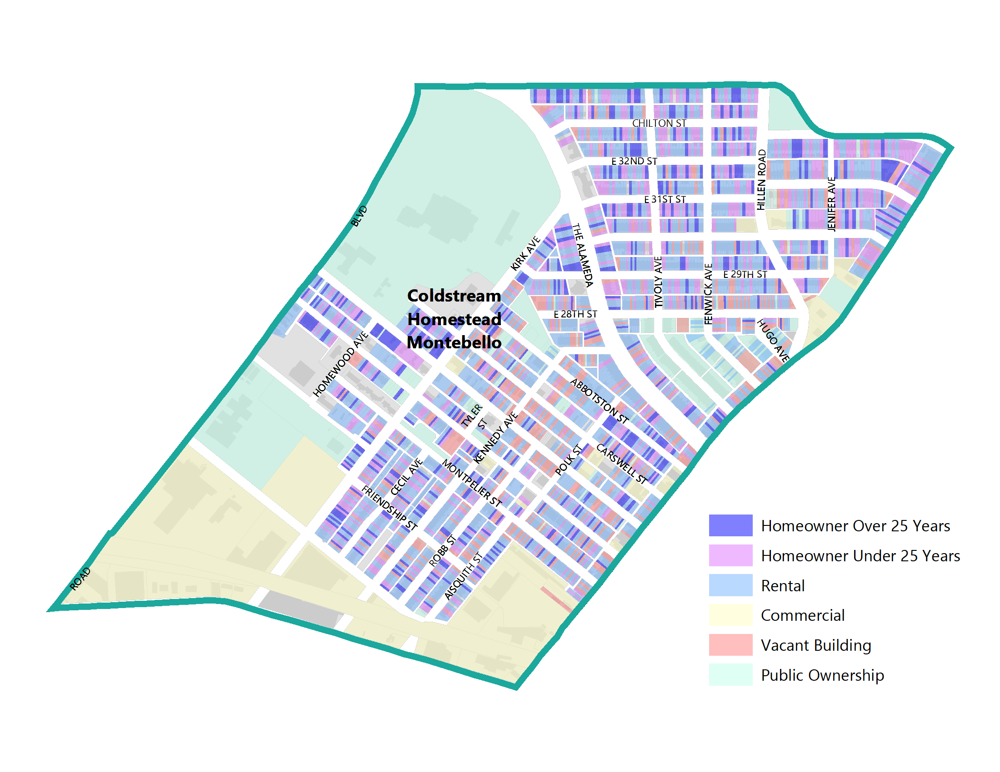 CHILTON ST
E 32ND ST
HILLEN ROAD
JENIFER AVE
E 31ST ST
BLVD
THE ALAMEDA
KIRK AVE
TIVOLY AVE
FENWICK AVE
E 29TH ST
Coldstream
Homestead
Montebello
E 28TH ST
HUGO AVE
HOMEWOOD AVE
ABBOTSTON ST
TYLER
ST
KENNEDY AVE
POLK ST
CARSWELL ST
CECIL AVE
MONTPELIER ST
FRIENDSHIP ST
ROBB ST
AISQUITH ST
ROAD
Homeowner Over 25 Years
Homeowner Under 25 Years
Rental
Commercial
Vacant Building
Public Ownership